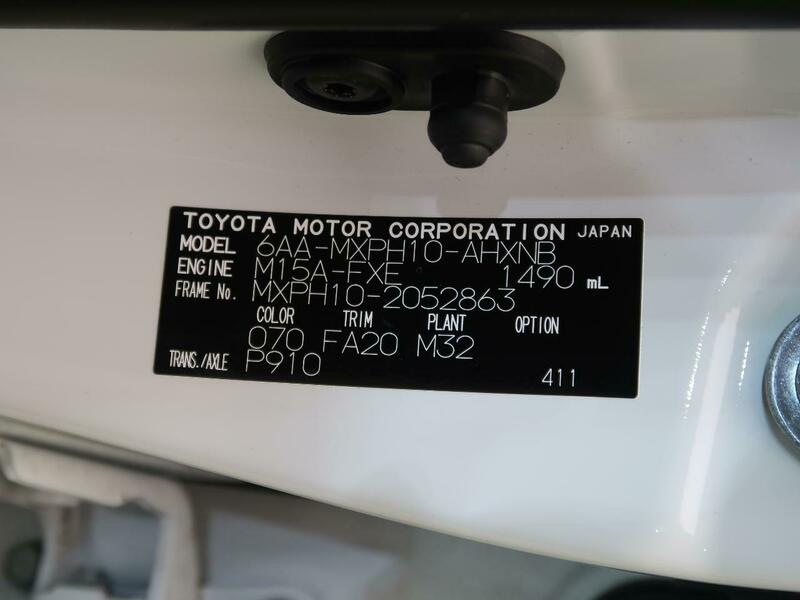 TOYOTA MOTOR CORPORATION JAPAN
MODEL 6AA-MXPH10-AHXNB
ENGINE M15A-FXE 1490 mL
FRAME No. MXPH10-2052863
COLOR TRIM PLANT OPTION
070 FA20 M32
TRANS./AXLE P910 411